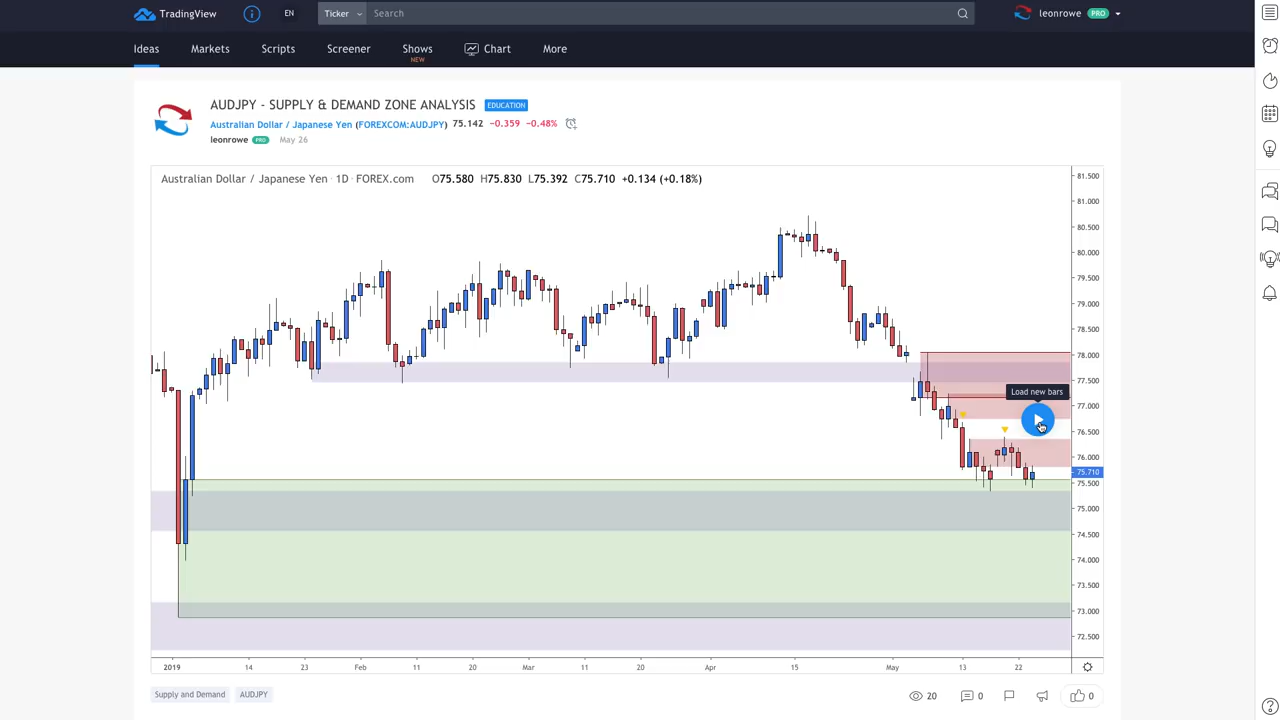 TradingView EN Ticker Search leonrowe PRO
Ideas Markets Scripts Screener Shows Chart More
NEW
AUDJPY - SUPPLY & DEMAND ZONE ANALYSIS EDUCATION
Australian Dollar / Japanese Yen (FOREXCOM:AUDJPY) 75.142 −0.359 −0.48%
leonrowe PRO May 26
Australian Dollar / Japanese Yen · 1D · FOREX.com O75.580 H75.830 L75.392 C75.710 +0.134 (+0.18%)
81.500
81.000
80.500
80.000
79.500
79.000
78.500
78.000
77.500
Load new bars
77.000
76.500
76.000
75.710
75.500
75.000
74.500
74.000
73.500
73.000
72.500
2019 14 23 Feb 11 20 Mar 11 20 Apr 15 May 13 22
Supply and Demand AUDJPY 20 0 0